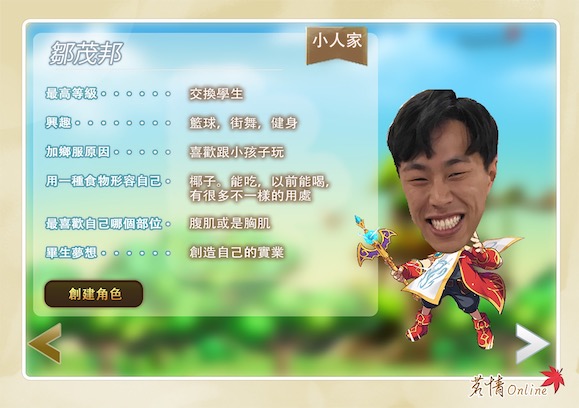 小人家
鄒茂邦
最高等級・・・・・・ 交換學生
興趣・・・・・・・・ 籃球，街舞，健身
加鄉服原因・・・・・ 喜歡跟小孩子玩
用一種食物形容自己・ 椰子。能吃，以前能喝，
有很多不一樣的用處
最喜歡自己哪個部位・ 腹肌或是胸肌
畢生夢想・・・・・・ 創造自己的實業
創建角色
茗情Online